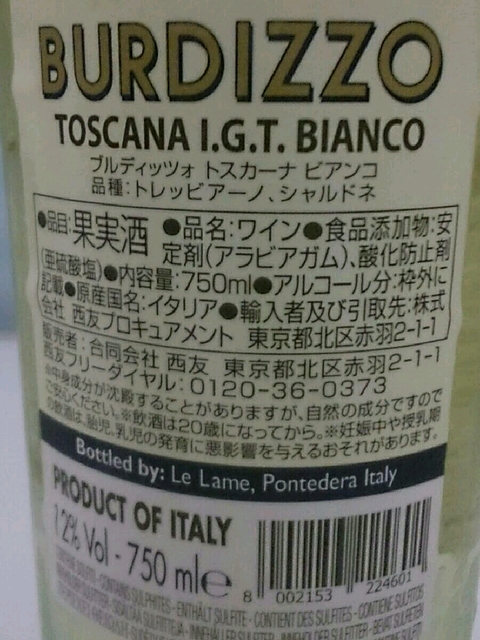 BURDIZZO
TOSCANA I.G.T. BIANCO
ブルディッツォ トスカーナ ビアンコ
品種：トレッビアーノ、シャルドネ
●品目：果実酒 ●品名：ワイン●食品添加物：安
定剤（アラビアガム）、酸化防止剤
（亜硫酸塩）●内容量：750ml●アルコール分：枠外に
記載●原産国名：イタリア●輸入者及び引取先：株式
会社 西友プロキュアメント 東京都北区赤羽2-1-1
販売者：合同会社 西友 東京都北区赤羽2-1-1
西友フリーダイヤル：0120-36-0373
※中身成分が沈殿することがありますが、自然の成分ですので
ご安心ください。※飲酒は20歳になってから。※妊娠中や授乳期
の飲酒は、胎児、乳児の発育に悪影響を与えるおそれがあります。
Bottled by: Le Lame, Pontedera Italy
PRODUCT OF ITALY
12% Vol - 750 ml e
8 002153 224601
CONTAINS SULPHITES - ENTHÄLT SULFITE - CONTIENT DES SULFITES - CONTIENE SULFITOS